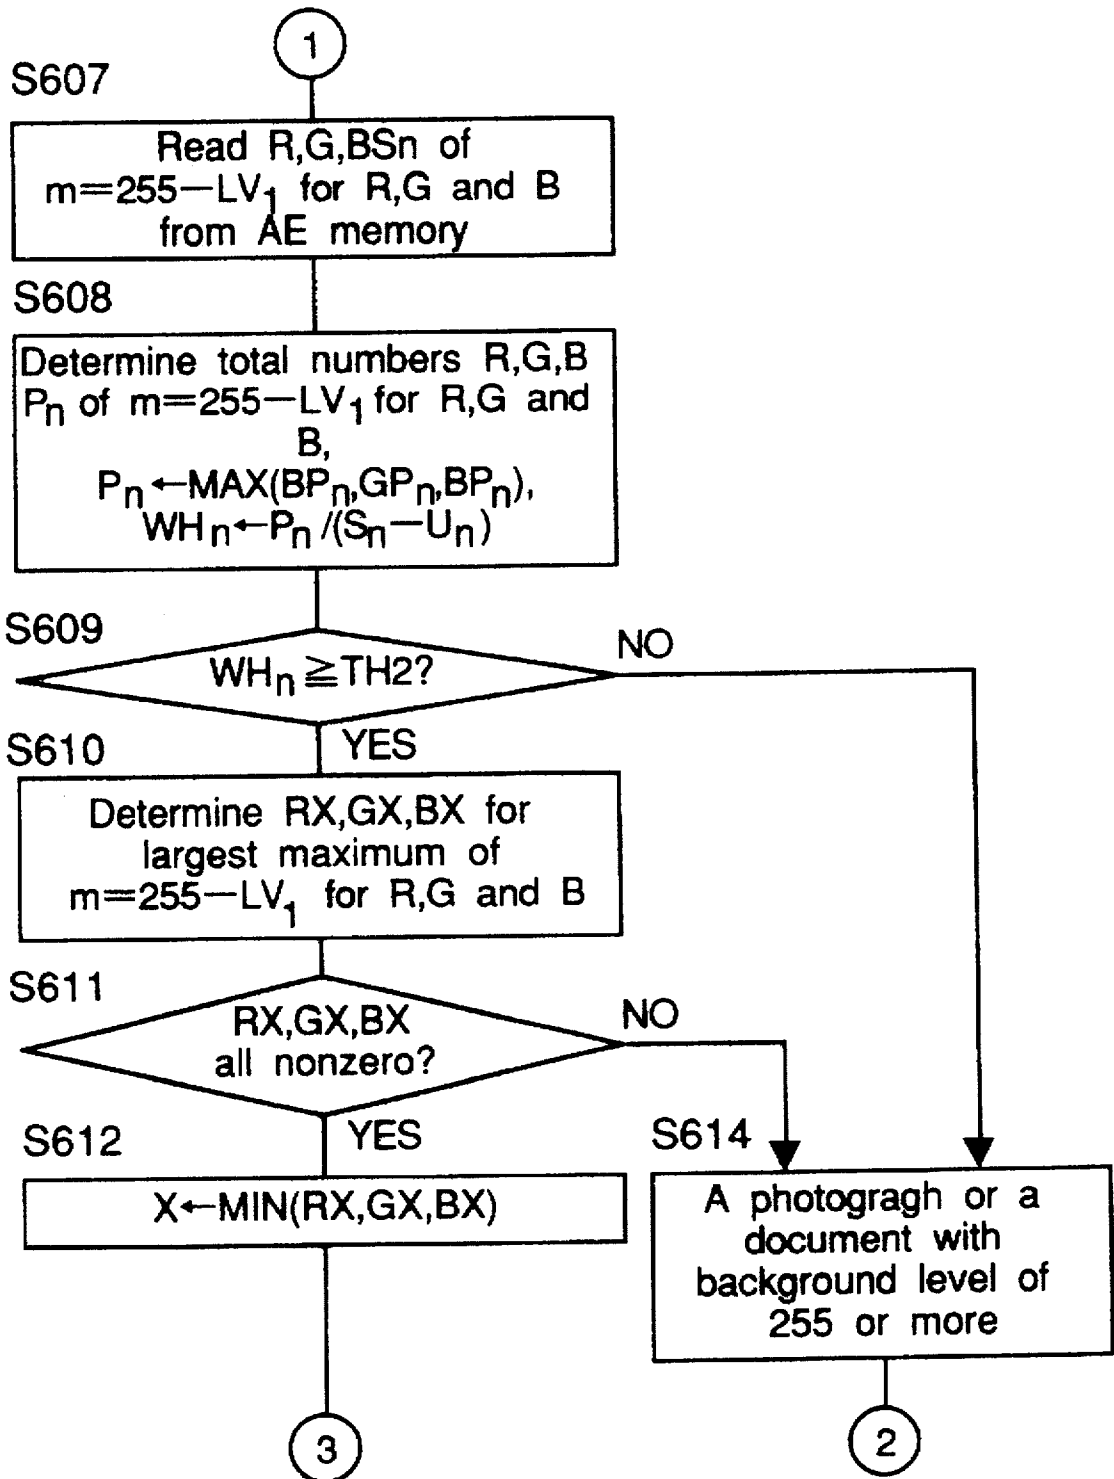 1
S607
Read R,G,BSn of
m=255—LV₁ for R,G and B
from AE memory
S608
Determine total numbers R,G,B
Pn of m=255—LV₁ for R,G and
B,
Pn←MAX(BPn,GPn,BPn),
WHn←Pn/(Sn—Un)
S609
WHn≧TH2?
NO
YES
S610
Determine RX,GX,BX for
largest maximum of
m=255—LV₁ for R,G and B
S611
RX,GX,BX
all nonzero?
NO
YES
S612
X←MIN(RX,GX,BX)
S614
A photogragh or a
document with
background level of
255 or more
3
2